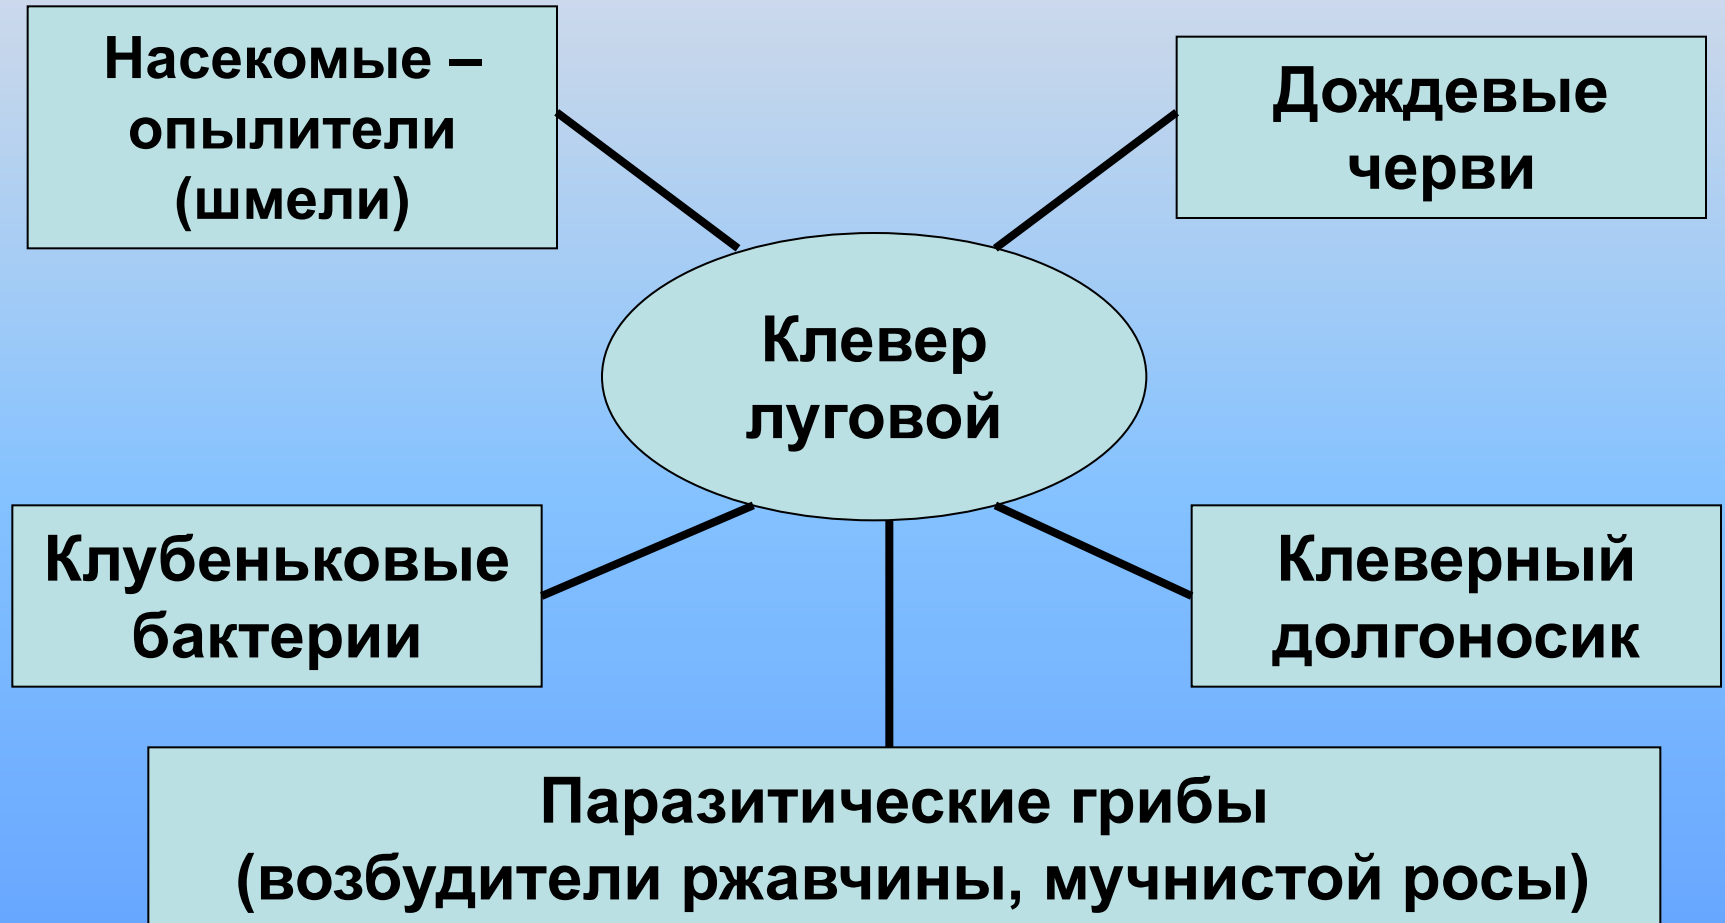 Насекомые –
опылители
(шмели)
Дождевые
черви
Клевер
луговой
Клубеньковые
бактерии
Клеверный
долгоносик
Паразитические грибы
(возбудители ржавчины, мучнистой росы)